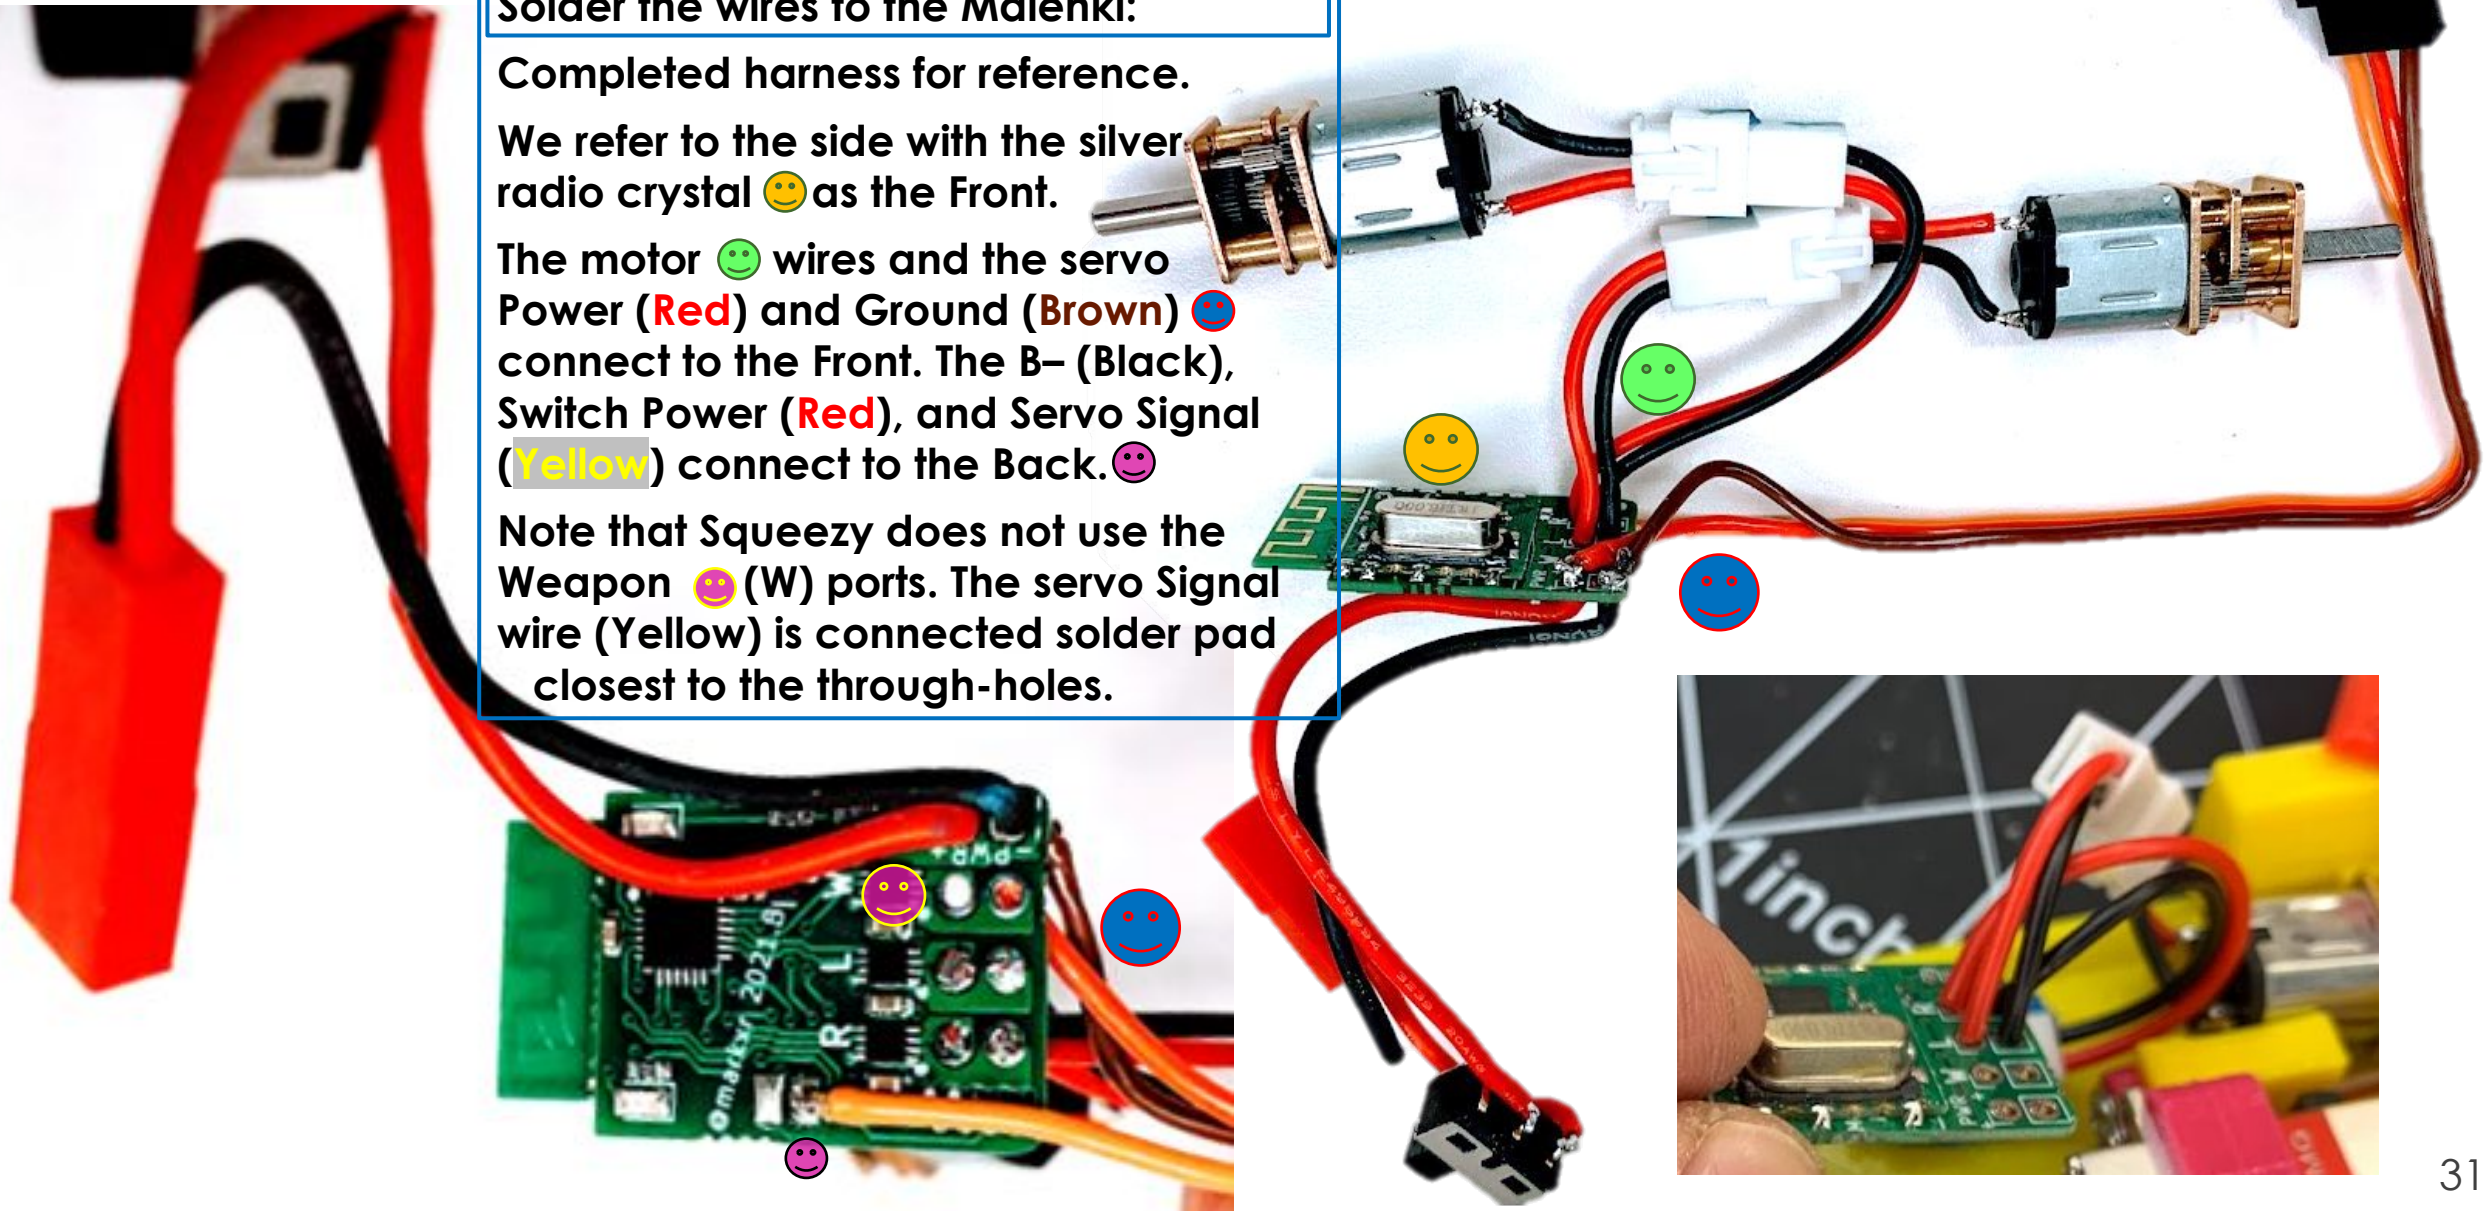 Solder the wires to the Malenki:
Completed harness for reference.
We refer to the side with the silver
radio crystal as the Front.
The motor wires and the servo
Power (Red) and Ground (Brown)
connect to the Front. The B– (Black),
Switch Power (Red), and Servo Signal
(Yellow) connect to the Back.
Note that Squeezy does not use the
Weapon (W) ports. The servo Signal
wire (Yellow) is connected solder pad
closest to the through-holes.
+ PWR -
W
L
R
marksr 2021.8
1inch
31